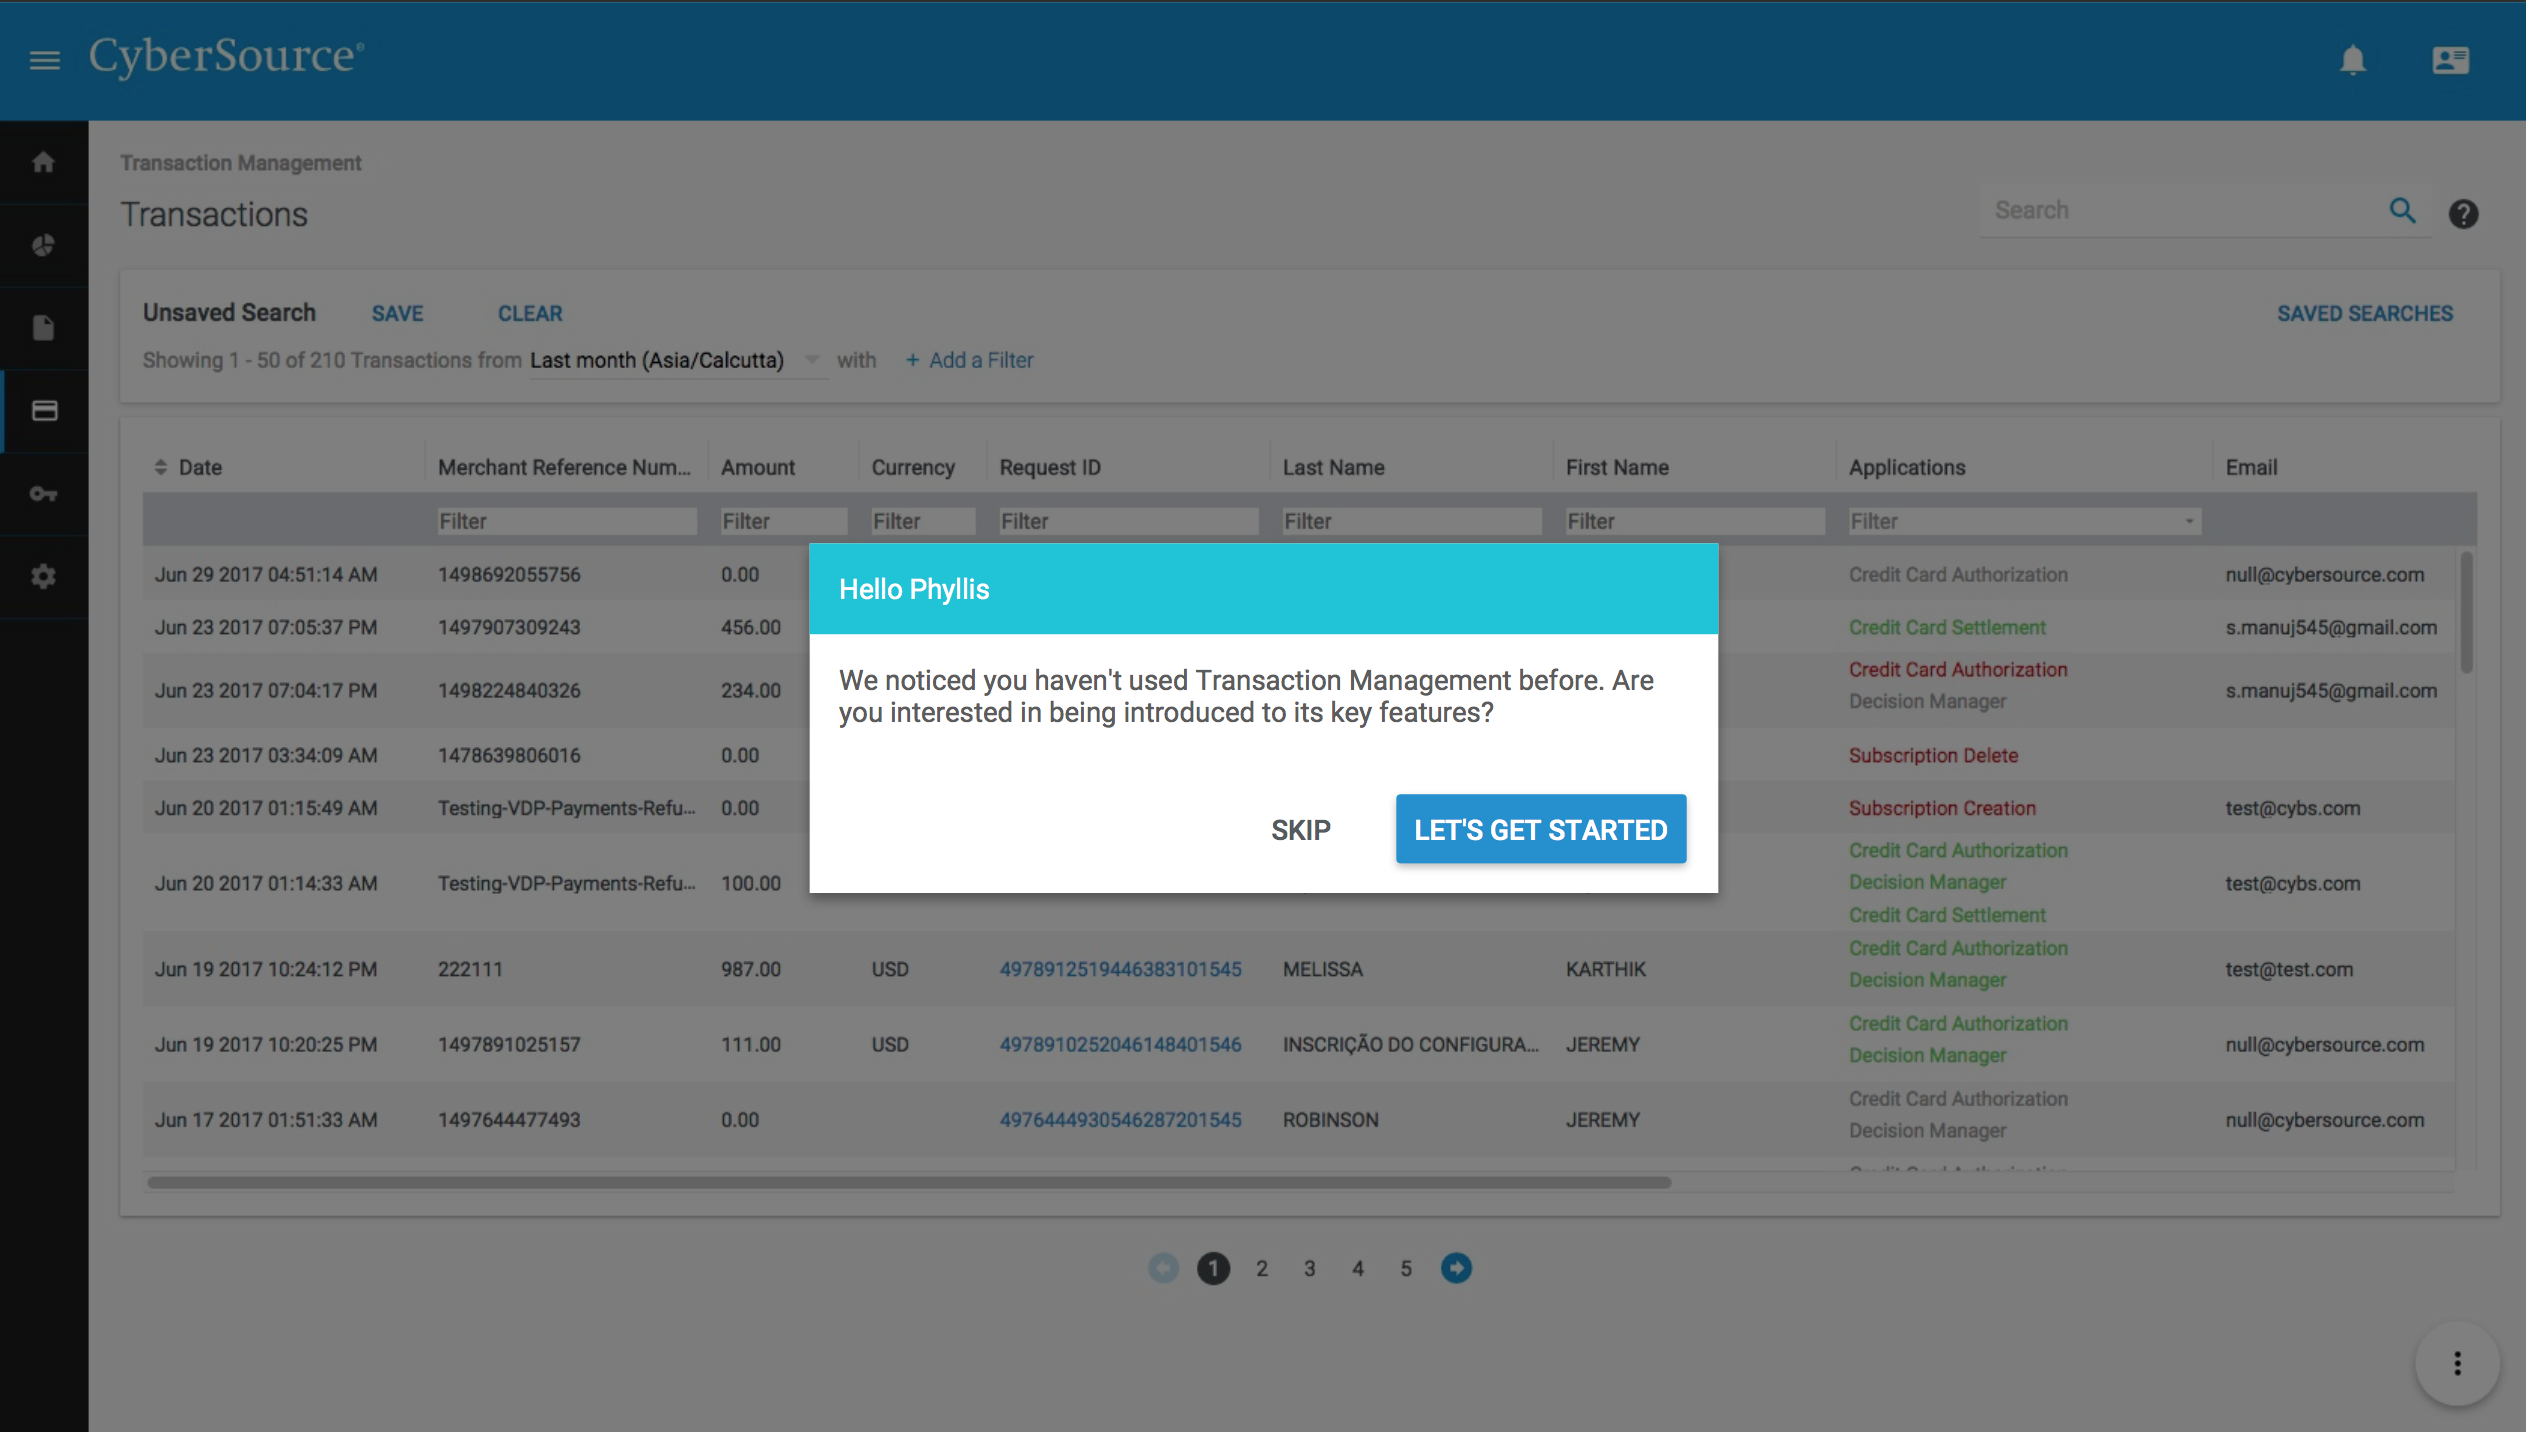 CyberSource®
Transaction Management
Transactions
Search
Unsaved Search SAVE CLEAR SAVED SEARCHES
Showing 1 - 50 of 210 Transactions from Last month (Asia/Calcutta) with + Add a Filter
Date Merchant Reference Num... Amount Currency Request ID Last Name First Name Applications Email
Filter Filter Filter Filter Filter Filter Filter
Jun 29 2017 04:51:14 AM 1498692055756 0.00 Credit Card Authorization null@cybersource.com
Jun 23 2017 07:05:37 PM 1497907309243 456.00 Credit Card Settlement s.manuj545@gmail.com
Jun 23 2017 07:04:17 PM 1498224840326 234.00 Credit Card Authorization s.manuj545@gmail.com
Decision Manager
Jun 23 2017 03:34:09 AM 1478639806016 0.00 Subscription Delete
Jun 20 2017 01:15:49 AM Testing-VDP-Payments-Refu... 0.00 Subscription Creation test@cybs.com
Jun 20 2017 01:14:33 AM Testing-VDP-Payments-Refu... 100.00 Credit Card Authorization test@cybs.com
Decision Manager
Credit Card Settlement
Jun 19 2017 10:24:12 PM 222111 987.00 USD 4978912519446383101545 MELISSA KARTHIK Credit Card Authorization test@test.com
Decision Manager
Jun 19 2017 10:20:25 PM 1497891025157 111.00 USD 4978910252046148401546 INSCRIÇÃO DO CONFIGURA... JEREMY Credit Card Authorization null@cybersource.com
Decision Manager
Jun 17 2017 01:51:33 AM 1497644477493 0.00 4976444930546287201545 ROBINSON JEREMY Credit Card Authorization null@cybersource.com
Decision Manager
Hello Phyllis
We noticed you haven't used Transaction Management before. Are
you interested in being introduced to its key features?
SKIP LET'S GET STARTED
1 2 3 4 5